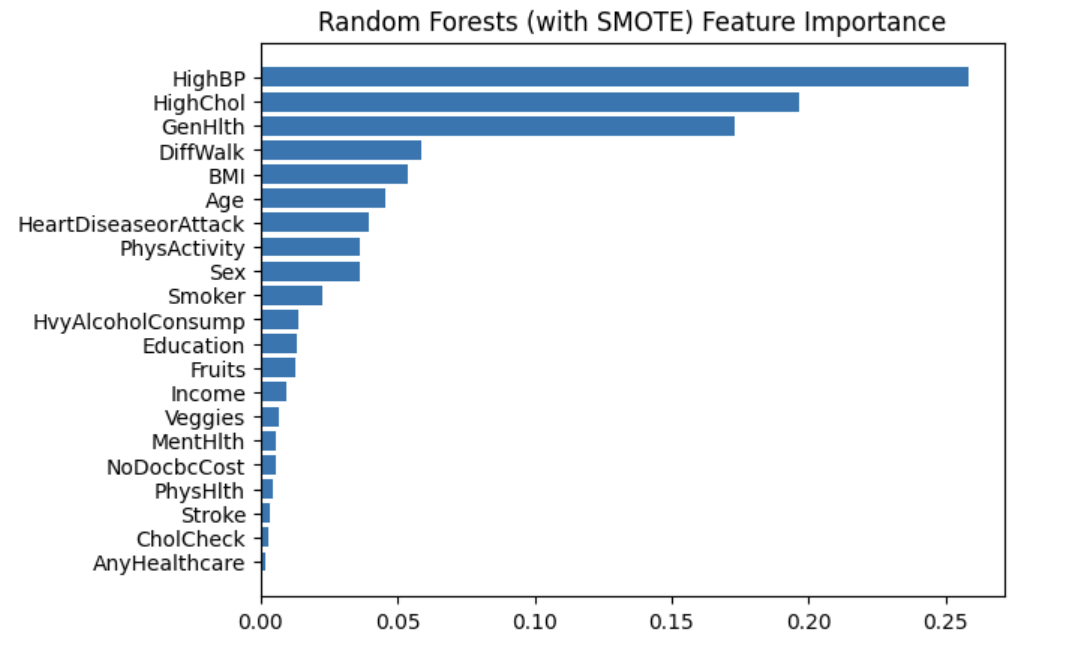 Random Forests (with SMOTE) Feature Importance
HighBP
HighChol
GenHlth
DiffWalk
BMI
Age
HeartDiseaseorAttack
PhysActivity
Sex
Smoker
HvyAlcoholConsump
Education
Fruits
Income
Veggies
MentHlth
NoDocbcCost
PhysHlth
Stroke
CholCheck
AnyHealthcare
0.00 0.05 0.10 0.15 0.20 0.25